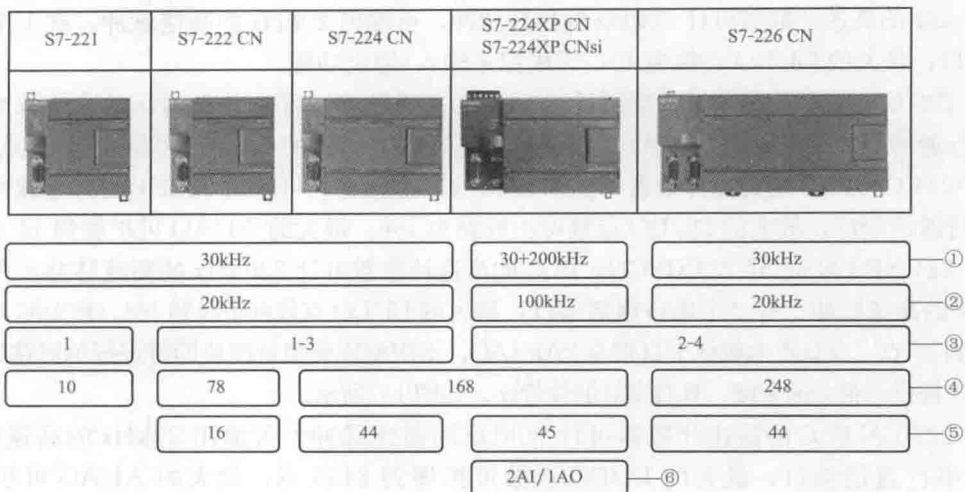 S7-221
S7-222 CN
S7-224 CN
S7-224XP CN
S7-224XP CNsi
S7-226 CN
30kHz
30+200kHz
30kHz
①
20kHz
100kHz
20kHz
②
1
1-3
2-4
③
10
78
168
248
④
16
44
45
44
⑤
2AI/1AO
⑥